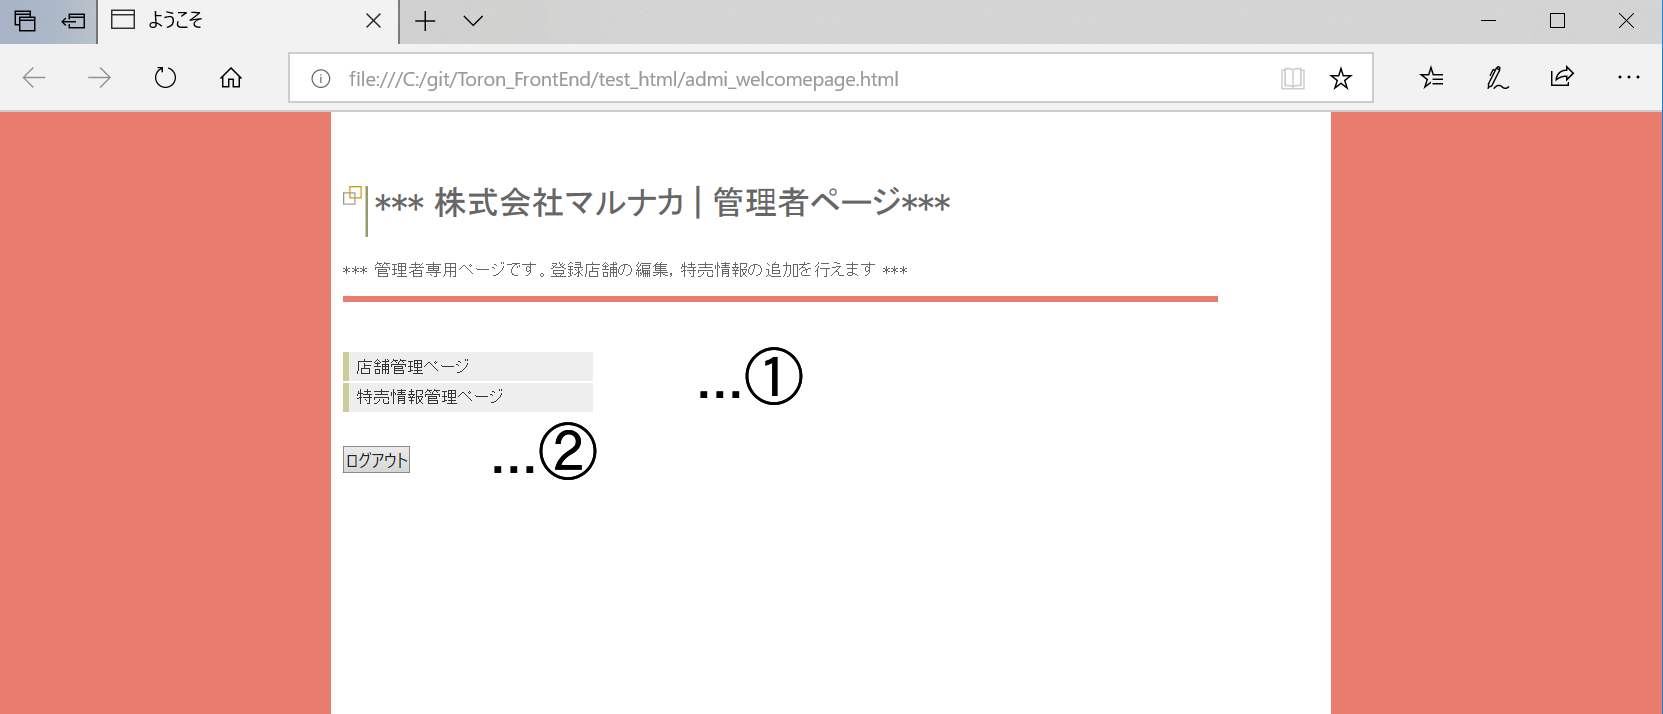 ようこそ
file:///C:/git/Toron_FrontEnd/test_html/admi_welcomepage.html
*** 株式会社マルナカ | 管理者ページ***
*** 管理者専用ページです。登録店舗の編集, 特売情報の追加を行えます ***
店舗管理ページ
...①
特売情報管理ページ
ログアウト ...②